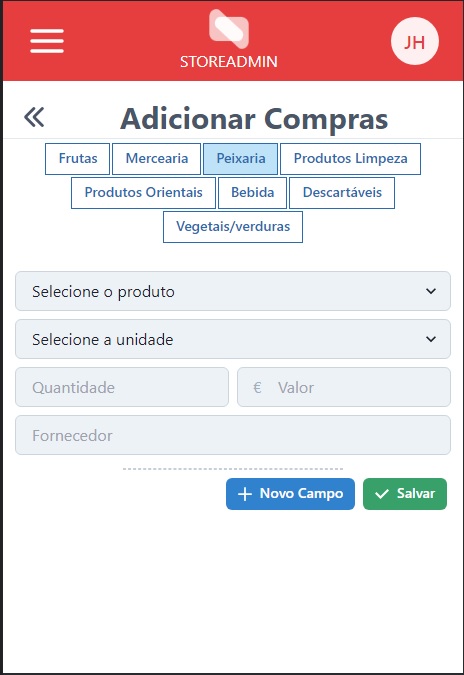 STOREADMIN
JH
Adicionar Compras
Frutas Mercearia Peixaria Produtos Limpeza
Produtos Orientais Bebida Descartáveis
Vegetais/verduras
Selecione o produto
Selecione a unidade
Quantidade € Valor
Fornecedor
Novo Campo Salvar